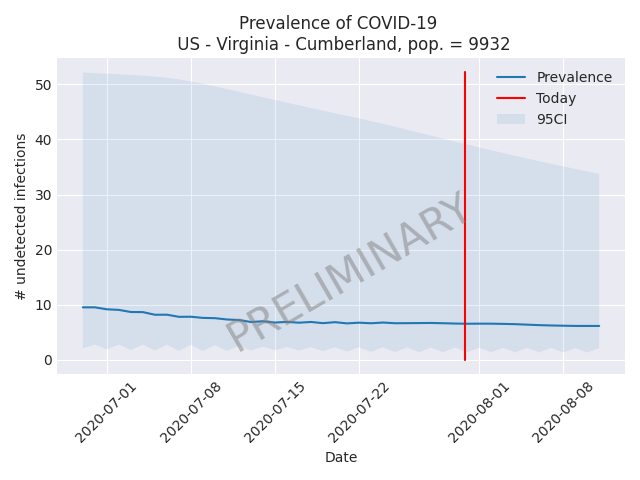 Prevalence of COVID-19
US - Virginia - Cumberland, pop. = 9932
# undetected infections
50
40
30
20
10
0
Prevalence
Today
95CI
PRELIMINARY
2020-07-01
2020-07-08
2020-07-15
2020-07-22
2020-08-01
2020-08-08
Date